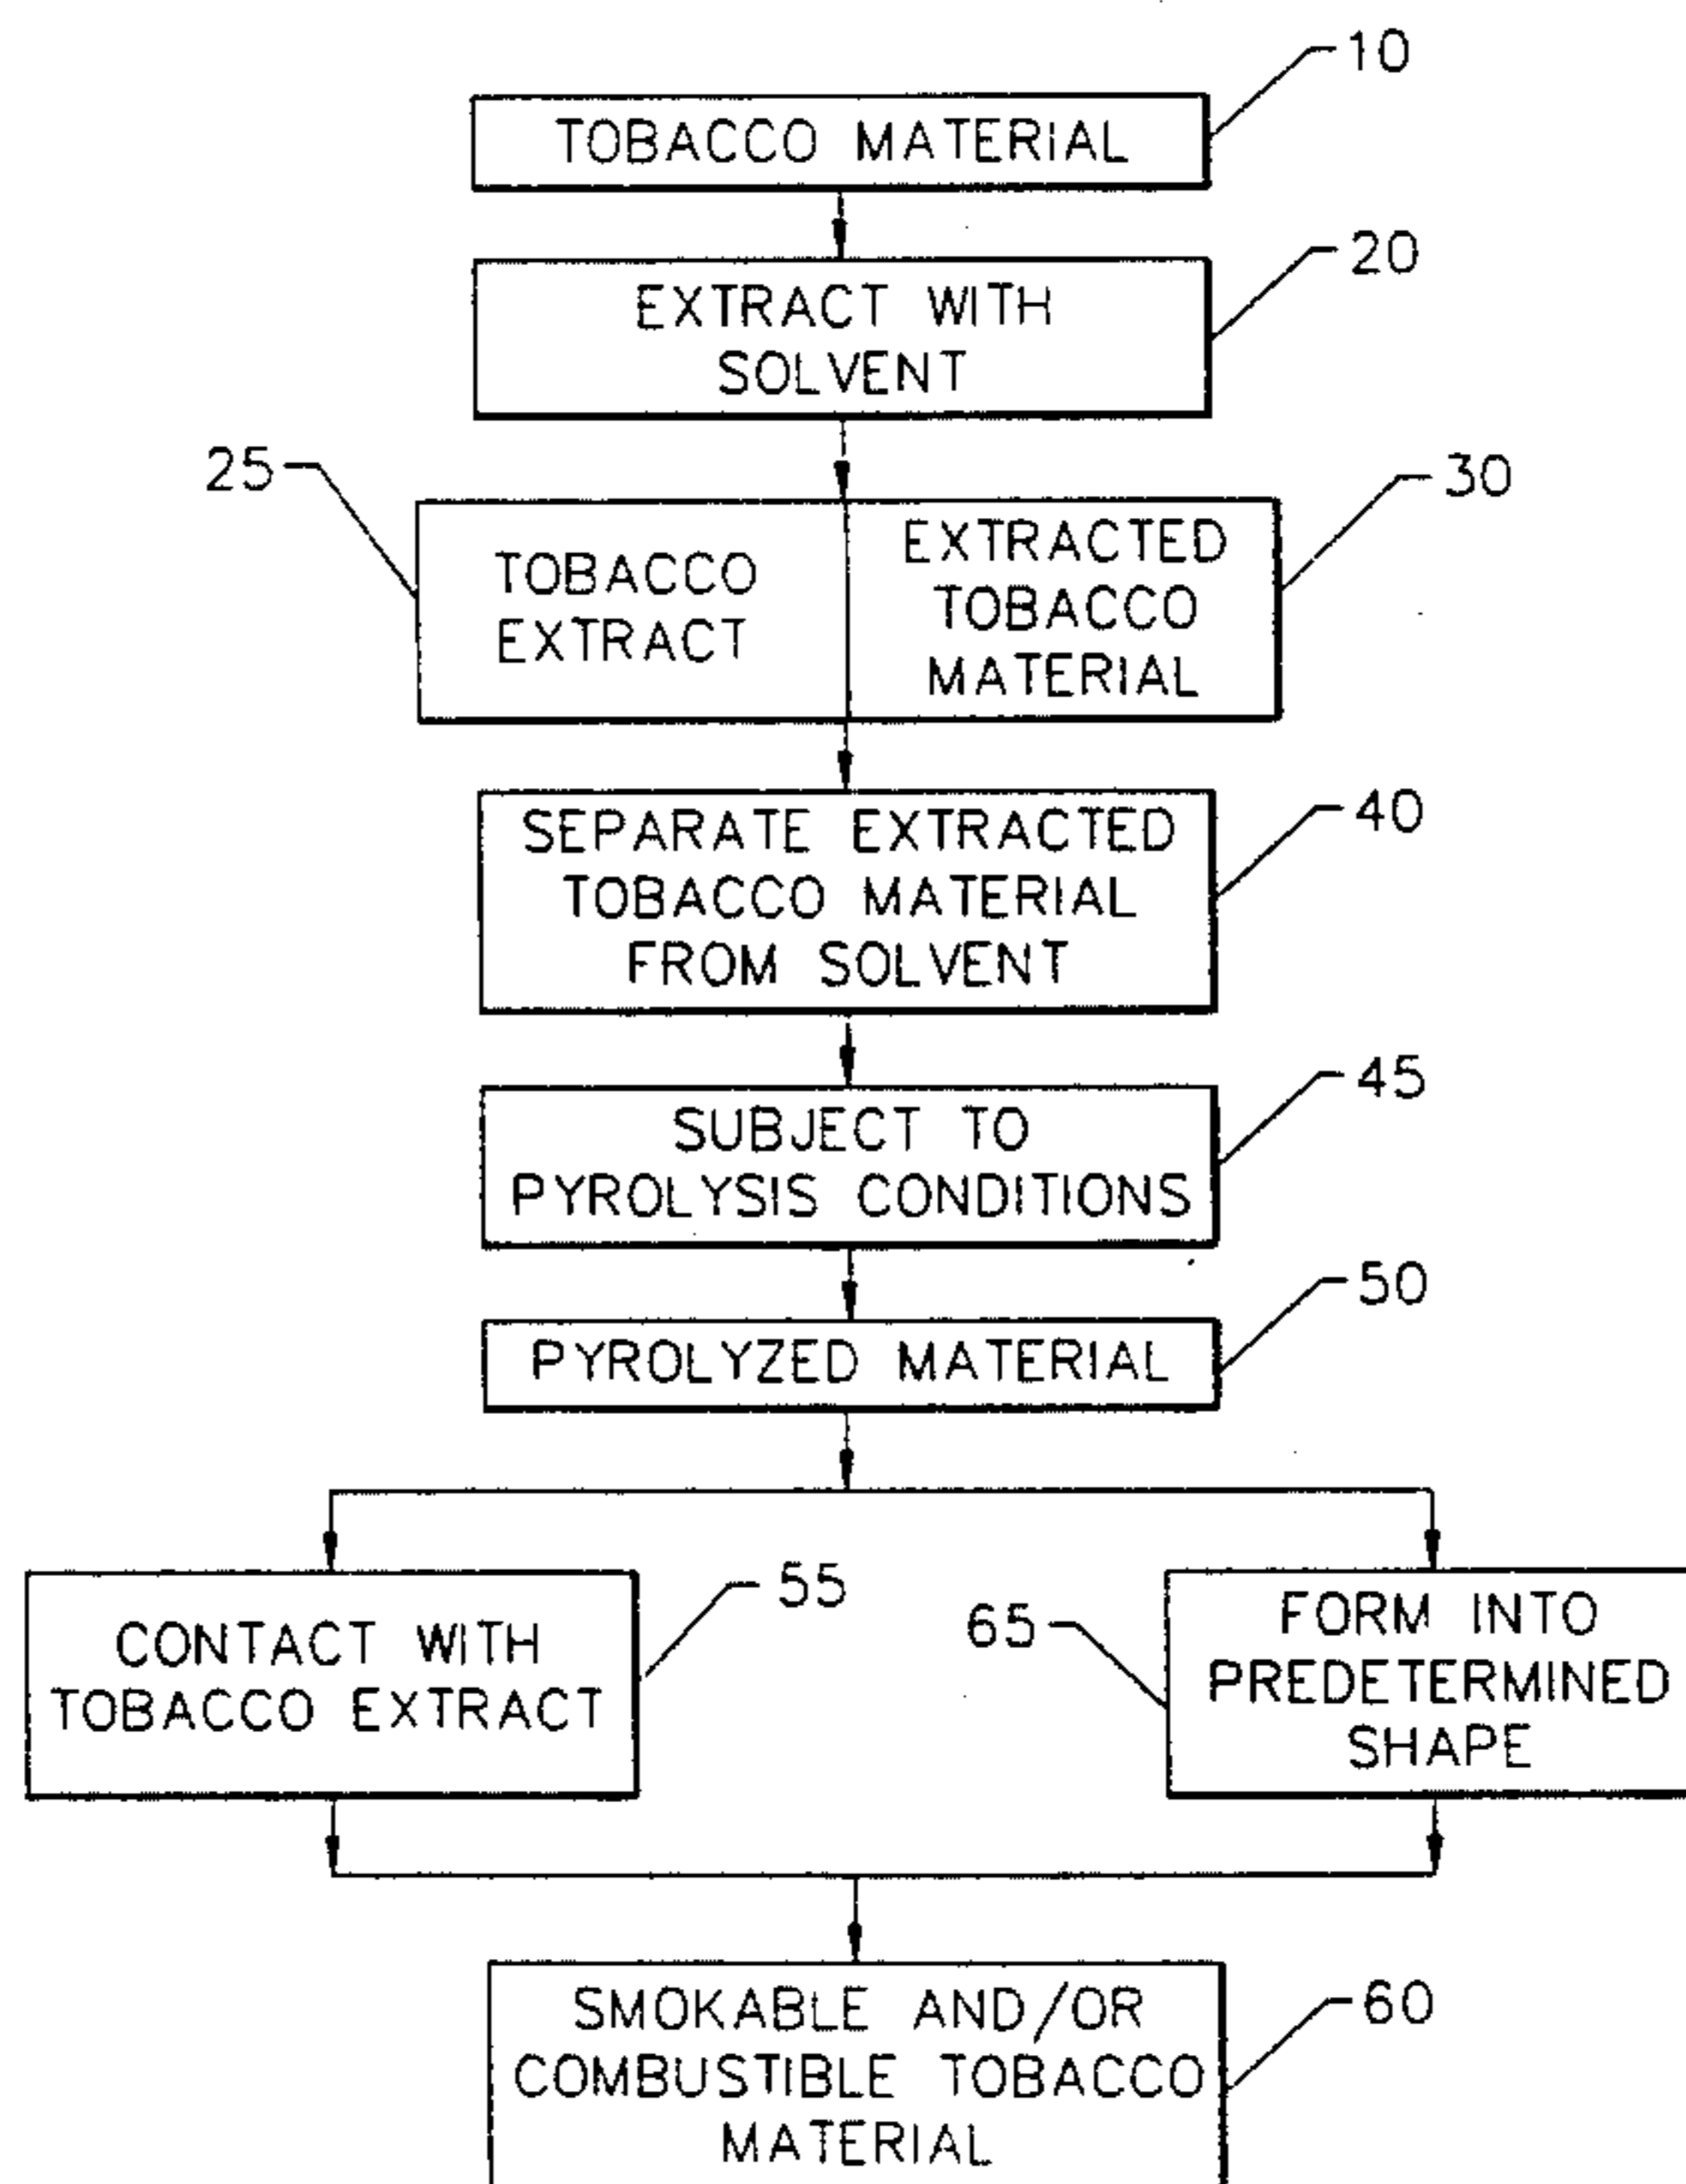 10
TOBACCO MATERIAL
20
EXTRACT WITH
SOLVENT
25
30
TOBACCO
EXTRACT
EXTRACTED
TOBACCO
MATERIAL
40
SEPARATE EXTRACTED
TOBACCO MATERIAL
FROM SOLVENT
45
SUBJECT TO
PYROLYSIS CONDITIONS
50
PYROLYZED MATERIAL
55
CONTACT WITH
TOBACCO EXTRACT
65
FORM INTO
PREDETERMINED
SHAPE
60
SMOKABLE AND/OR
COMBUSTIBLE TOBACCO
MATERIAL